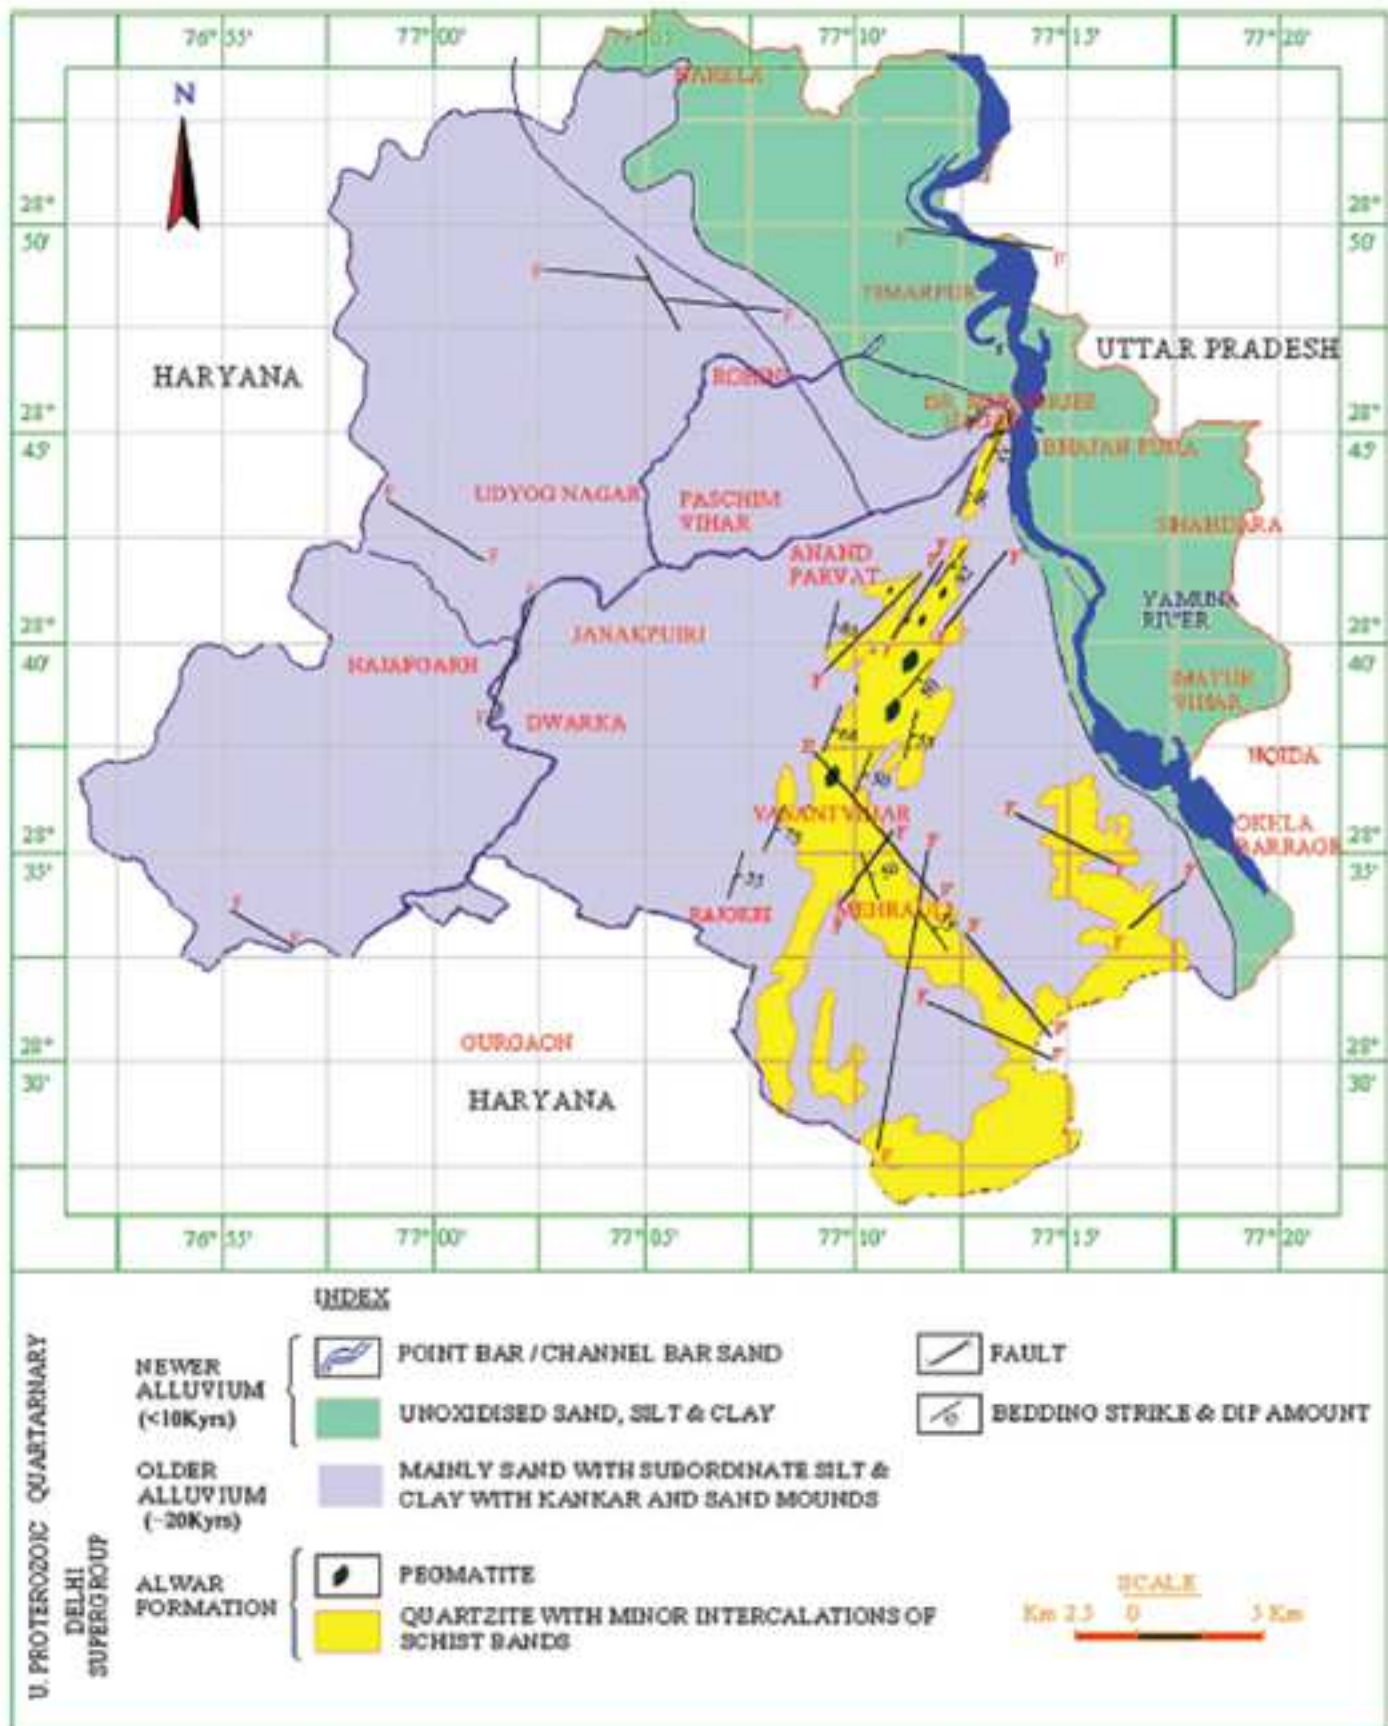 76° 55' 77° 00' 77° 05' 77° 10' 77° 15' 77° 20'
NARELA
N
28° 28°
50' 50'
F F
F F
TIMARPUR
HARYANA
UTTAR PRADESH
ROHINI
28° 28°
45' 45'
BHAJAN PURA
F F
UDYOG NAGAR
PASCHIM
VIHAR
SHAHDARA
ANAND
PARVAT
YAMUNA
RIVER
28° 28°
40' 40'
JANAKPUIRI
NAJAFGARH
MAYUR
VIHAR
DWARKA
NOIDA
VASANT VIHAR
OKHLA
BARRAGE
28° 28°
35' 35'
MEHRAULI
GURGAON
28° 28°
30' 30'
HARYANA
76° 55' 77° 00' 77° 05' 77° 10' 77° 15' 77° 20'
INDEX
U. PROTEROZOIC QUARTARNARY
DELHI
SUPERGROUP
NEWER
ALLUVIUM
(<10Kyrs)
POINT BAR / CHANNEL BAR SAND
UNOXIDISED SAND, SILT & CLAY
FAULT
BEDDING STRIKE & DIP AMOUNT
OLDER
ALLUVIUM
(~20Kyrs)
MAINLY SAND WITH SUBORDINATE SILT &
CLAY WITH KANKAR AND SAND MOUNDS
ALWAR
FORMATION
PEGMATITE
QUARTZITE WITH MINOR INTERCALATIONS OF
SCHIST BANDS
SCALE
Km 2.5 0 5 Km